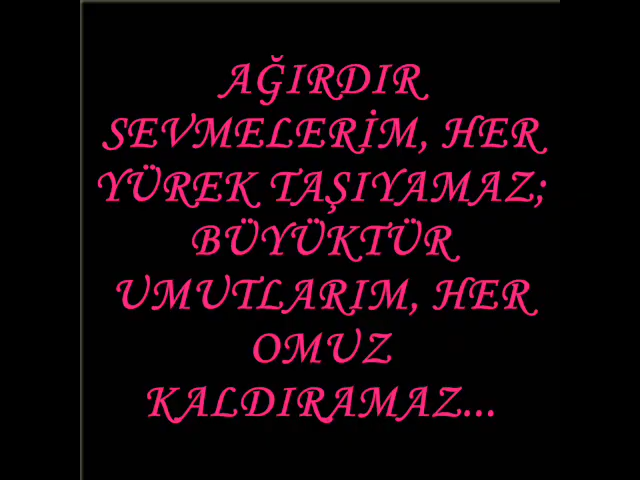 AĞIRDIR
SEVMELERİM, HER
YÜREK TAŞIYAMAZ;
BÜYÜKTÜR
UMUTLARIM, HER
OMUZ
KALDIRAMAZ...